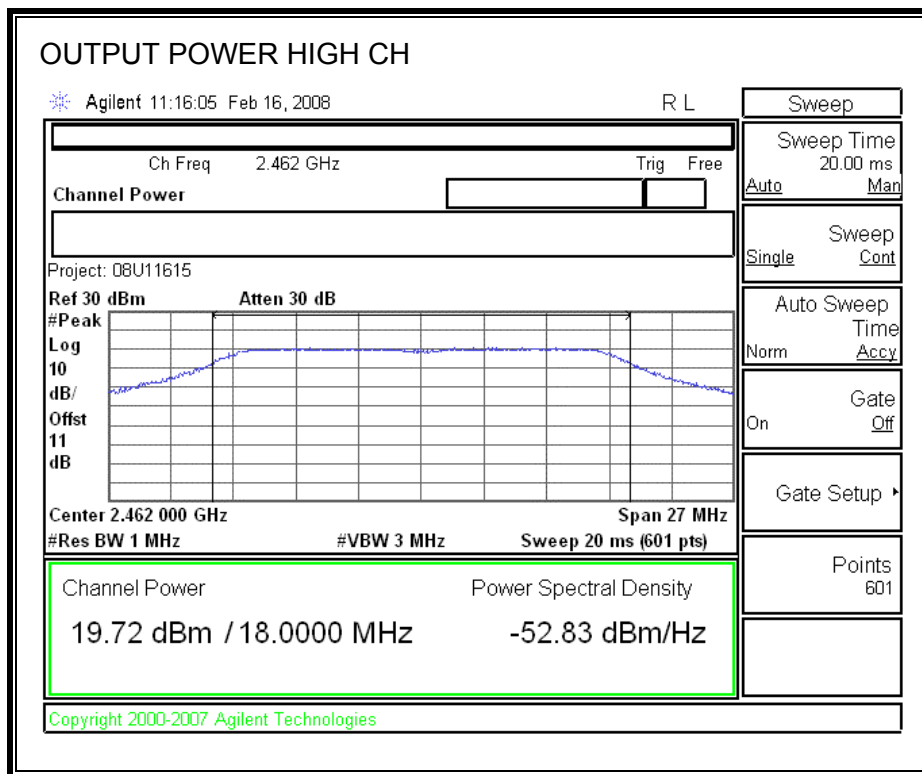 OUTPUT POWER HIGH CH
Agilent 11:16:05 Feb 16, 2008 R L
Ch Freq 2.462 GHz Trig Free
Channel Power
Project: 08U11615
Ref 30 dBm Atten 30 dB
#Peak
Log
10
dB/
Offst
11
dB
Center 2.462 000 GHz Span 27 MHz
#Res BW 1 MHz #VBW 3 MHz Sweep 20 ms (601 pts)
Channel Power Power Spectral Density
19.72 dBm / 18.0000 MHz -52.83 dBm/Hz
Copyright 2000-2007 Agilent Technologies
Sweep
Sweep Time
20.00 ms
Auto Man
Sweep
Single Cont
Auto Sweep
Time
Norm Accy
Gate
On Off
Gate Setup
Points
601